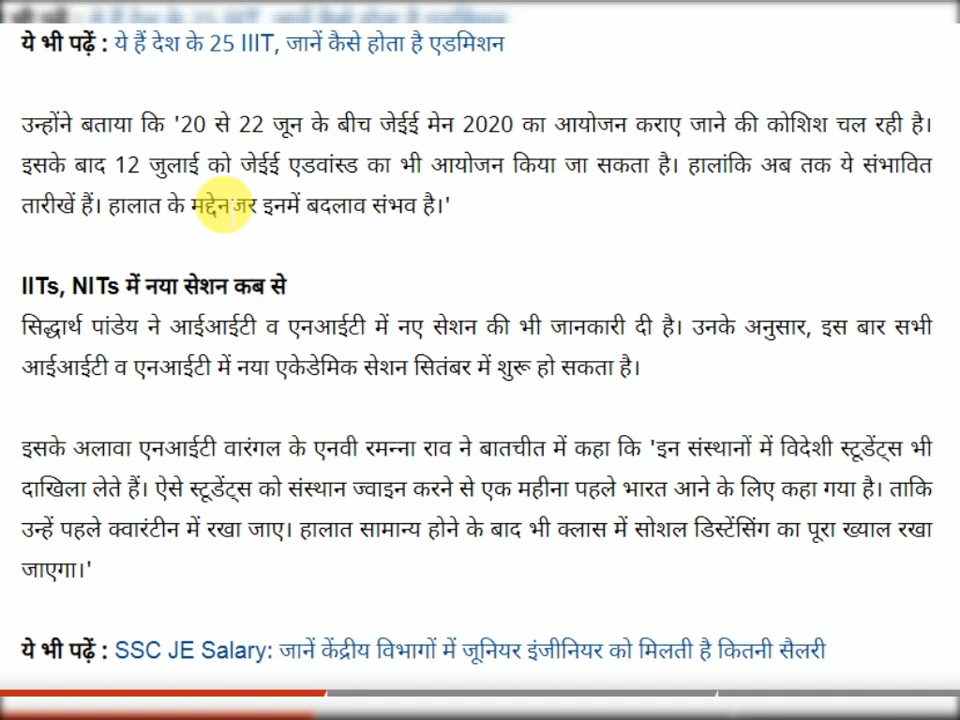 ये भी पढ़ें : ये हैं देश के 25 IIIT, जानें कैसे होता है एडमिशन
उन्होंने बताया कि '20 से 22 जून के बीच जेईई मेन 2020 का आयोजन कराए जाने की कोशिश चल रही है।
इसके बाद 12 जुलाई को जेईई एडवांस्ड का भी आयोजन किया जा सकता है। हालांकि अब तक ये संभावित
तारीखें हैं। हालात के मद्देनजर इनमें बदलाव संभव है।'
IITs, NITs में नया सेशन कब से
सिद्धार्थ पांडेय ने आईआईटी व एनआईटी में नए सेशन की भी जानकारी दी है। उनके अनुसार, इस बार सभी
आईआईटी व एनआईटी में नया एकेडेमिक सेशन सितंबर में शुरू हो सकता है।
इसके अलावा एनआईटी वारंगल के एनवी रमन्ना राव ने बातचीत में कहा कि 'इन संस्थानों में विदेशी स्टूडेंट्स भी
दाखिला लेते हैं। ऐसे स्टूडेंट्स को संस्थान ज्वाइन करने से एक महीना पहले भारत आने के लिए कहा गया है। ताकि
उन्हें पहले क्वारंटीन में रखा जाए। हालात सामान्य होने के बाद भी क्लास में सोशल डिस्टेंसिंग का पूरा ख्याल रखा
जाएगा।'
ये भी पढ़ें : SSC JE Salary: जानें केंद्रीय विभागों में जूनियर इंजीनियर को मिलती है कितनी सैलरी